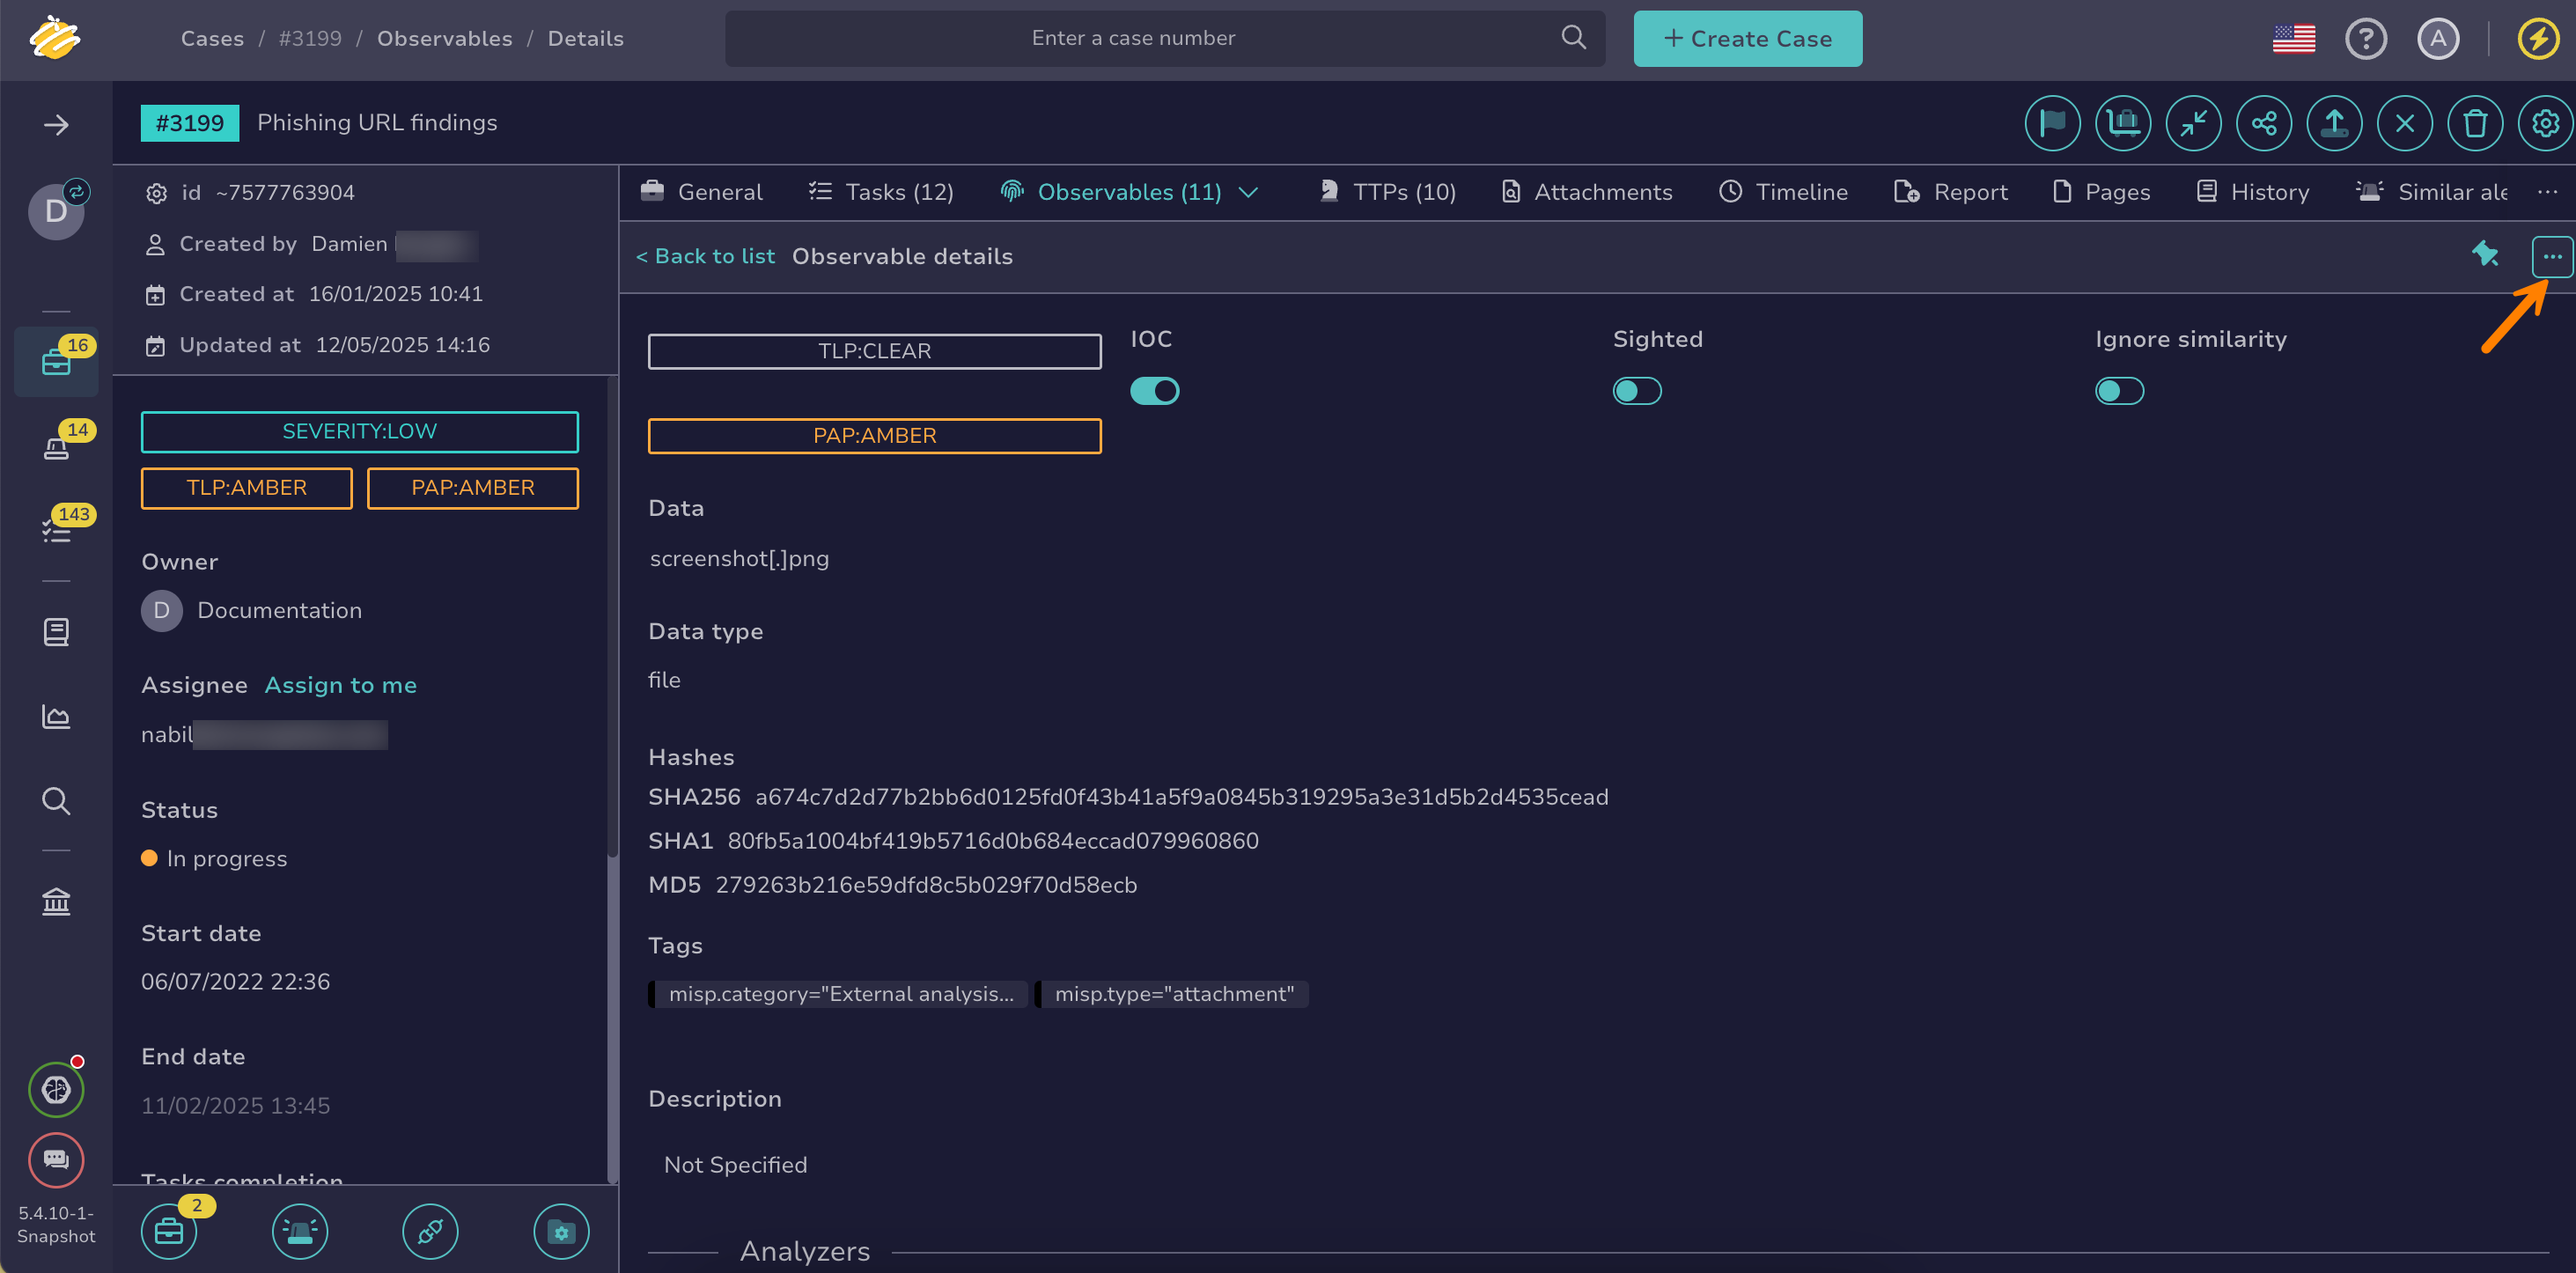 Cases / #3199 / Observables / Details
Enter a case number
+ Create Case
A
#3199 Phishing URL findings
D
id ~7577763904
Created by Damien
Created at 16/01/2025 10:41
Updated at 12/05/2025 14:16
General
Tasks (12)
Observables (11)
TTPs (10)
Attachments
Timeline
Report
Pages
History
Similar ale
< Back to list Observable details
16
14
143
SEVERITY:LOW
TLP:AMBER PAP:AMBER
Owner
D Documentation
Assignee Assign to me
nabil
Status
In progress
Start date
06/07/2022 22:36
End date
11/02/2025 13:45
Tasks completion
2
5.4.10-1-
Snapshot
TLP:CLEAR
PAP:AMBER
IOC
Sighted
Ignore similarity
Data
screenshot[.]png
Data type
file
Hashes
SHA256 a674c7d2d77b2bb6d0125fd0f43b41a5f9a0845b319295a3e31d5b2d4535cead
SHA1 80fb5a1004bf419b5716d0b684eccad079960860
MD5 279263b216e59dfd8c5b029f70d58ecb
Tags
misp.category="External analysis... misp.type="attachment"
Description
Not Specified
Analyzers